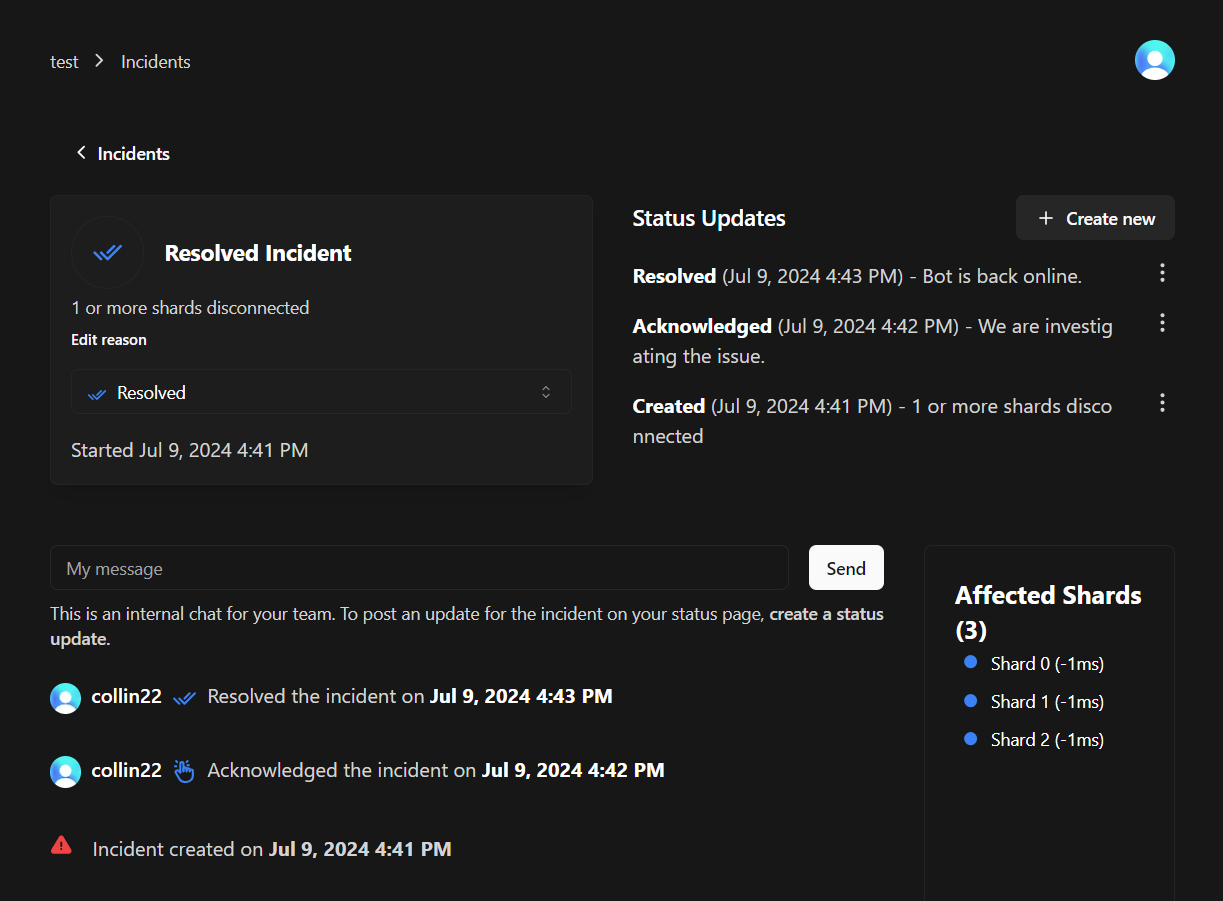 test
Incidents
Incidents
Resolved Incident
1 or more shards disconnected
Edit reason
Resolved
Started Jul 9, 2024 4:41 PM
Status Updates
Create new
Resolved (Jul 9, 2024 4:43 PM) - Bot is back online.
Acknowledged (Jul 9, 2024 4:42 PM) - We are investig
ating the issue.
Created (Jul 9, 2024 4:41 PM) - 1 or more shards disco
nnected
My message
Send
This is an internal chat for your team. To post an update for the incident on your status page, create a status
update.
collin22 Resolved the incident on Jul 9, 2024 4:43 PM
collin22 Acknowledged the incident on Jul 9, 2024 4:42 PM
Incident created on Jul 9, 2024 4:41 PM
Affected Shards
(3)
Shard 0 (-1ms)
Shard 1 (-1ms)
Shard 2 (-1ms)